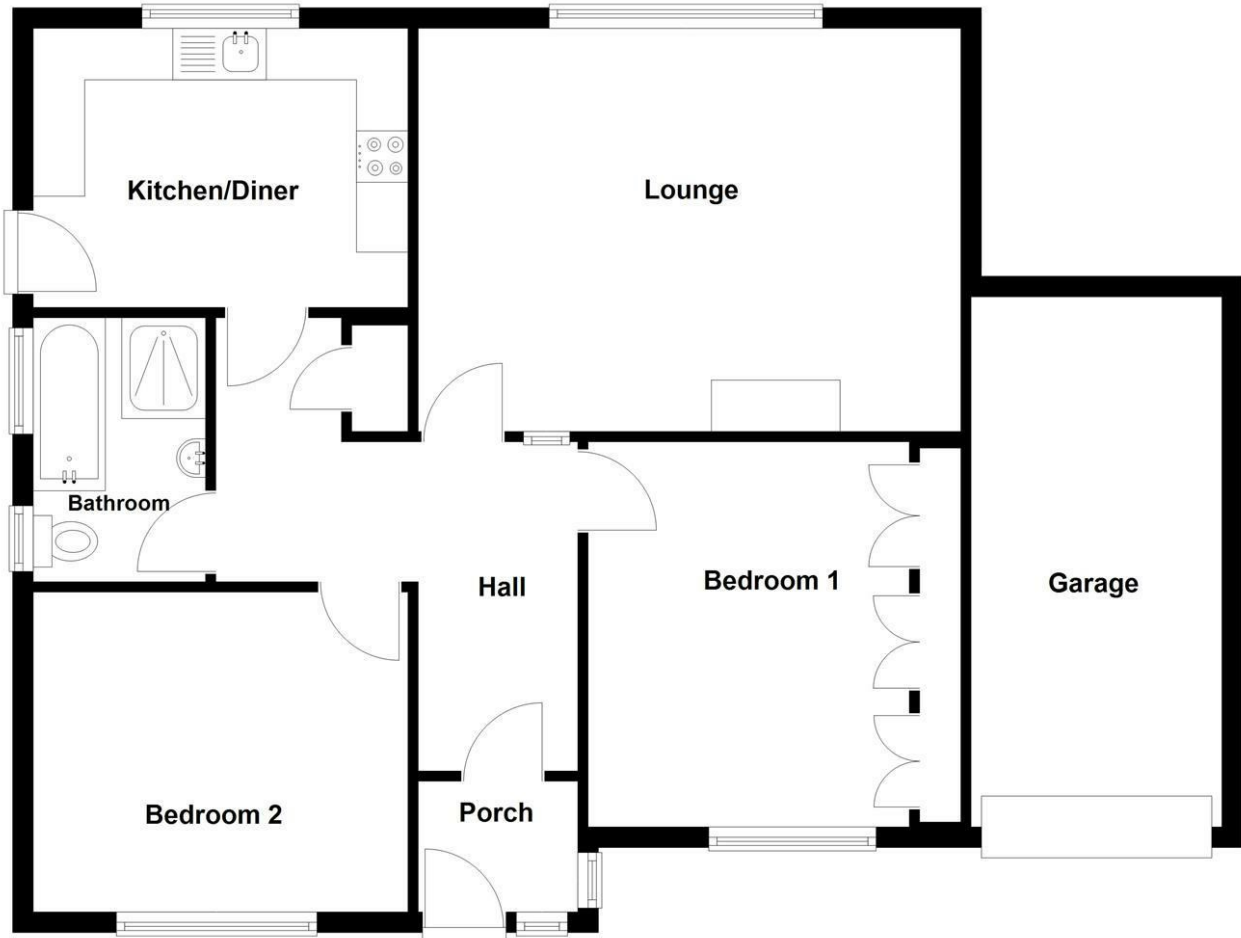 Kitchen/Diner
Lounge
Bathroom
Hall
Bedroom 1
Garage
Bedroom 2
Porch